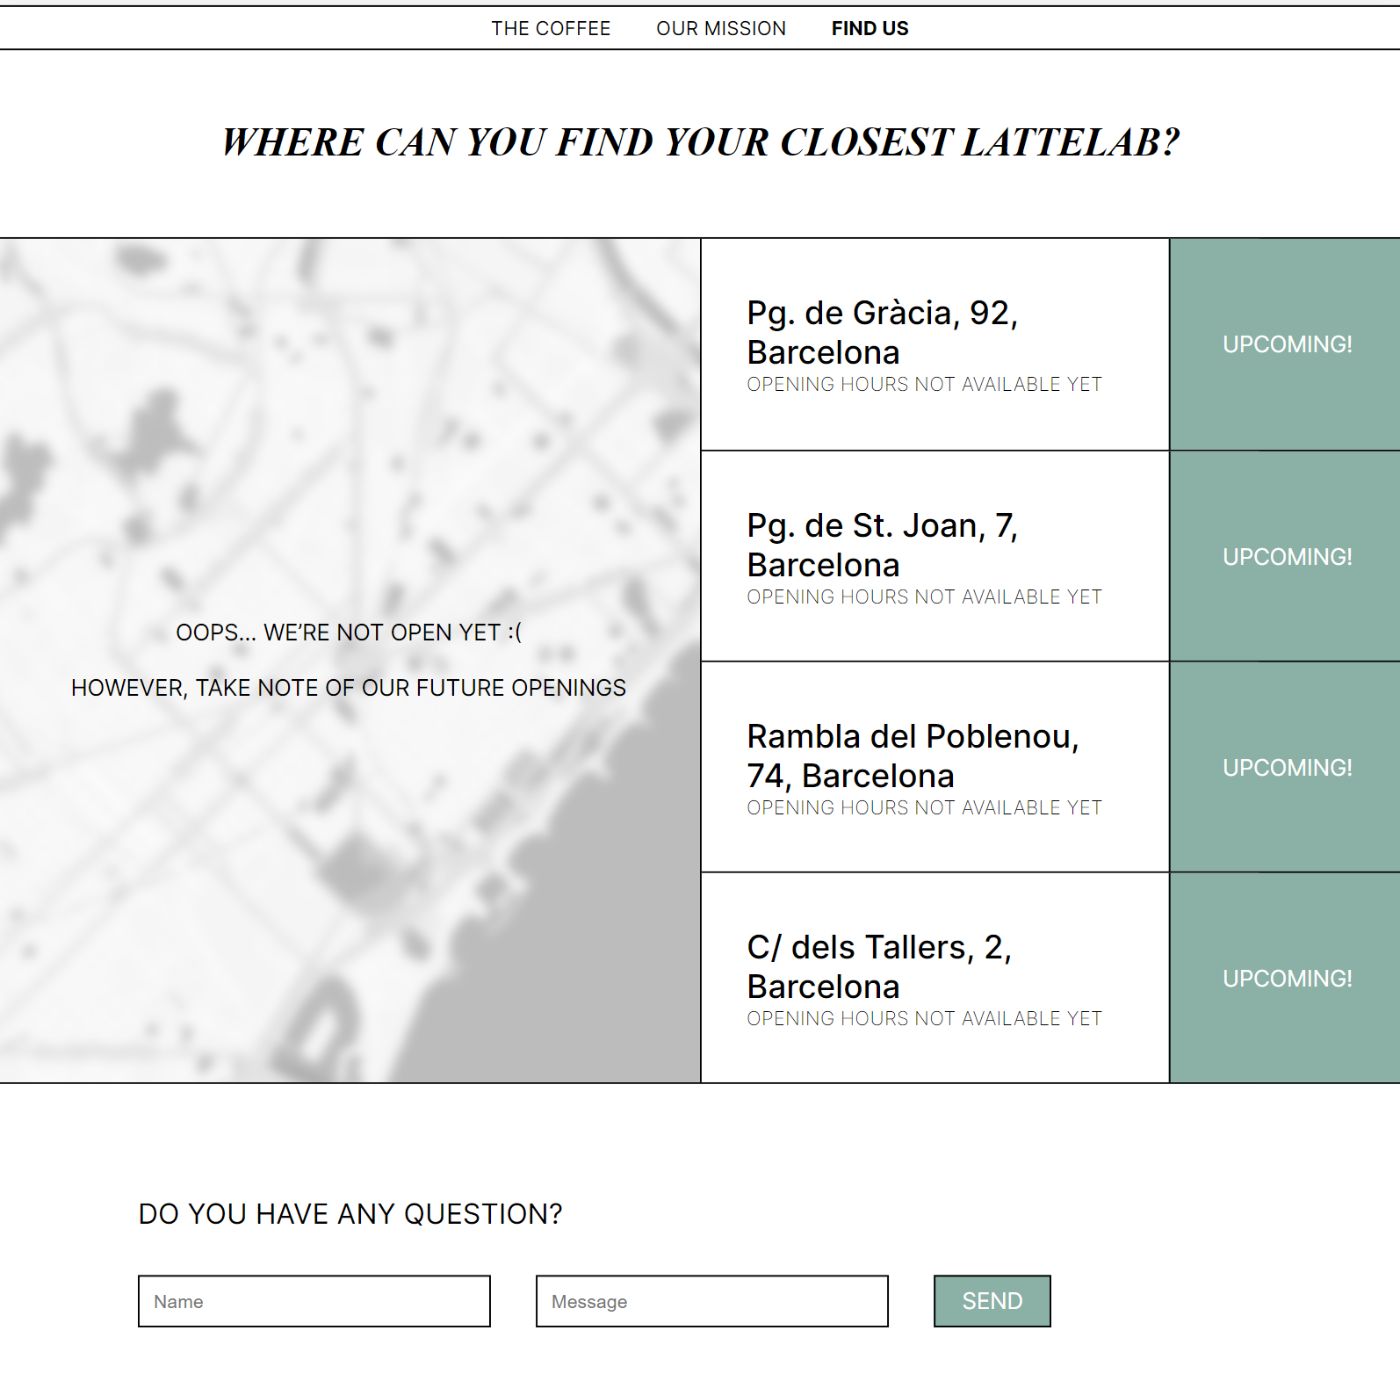 THE COFFEE OUR MISSION FIND US
WHERE CAN YOU FIND YOUR CLOSEST LATTELAB?
OOPS... WE’RE NOT OPEN YET :(
HOWEVER, TAKE NOTE OF OUR FUTURE OPENINGS
Pg. de Gràcia, 92,
Barcelona
OPENING HOURS NOT AVAILABLE YET
UPCOMING!
Pg. de St. Joan, 7,
Barcelona
OPENING HOURS NOT AVAILABLE YET
UPCOMING!
Rambla del Poblenou,
74, Barcelona
OPENING HOURS NOT AVAILABLE YET
UPCOMING!
C/ dels Tallers, 2,
Barcelona
OPENING HOURS NOT AVAILABLE YET
UPCOMING!
DO YOU HAVE ANY QUESTION?
Name
Message
SEND